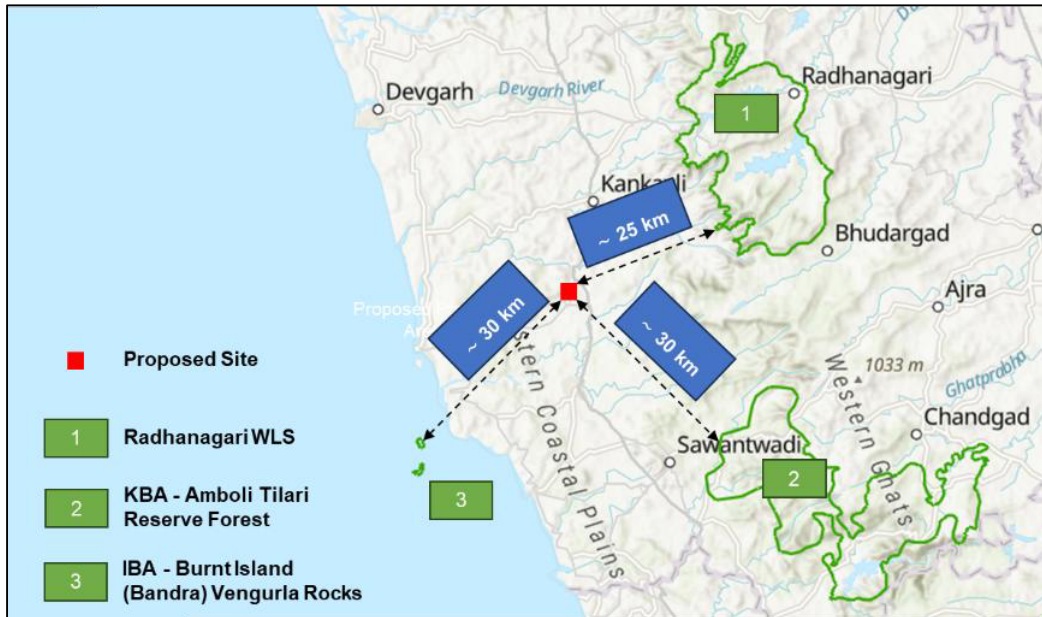 Devgarh
Devgarh River
Radhanagari
1
Kankavli
~ 25 km
Bhudargad
Ajra
~ 30 km
~ 30 km
Proposed
stern Coastal Plains
Western Ghats
1033 m
Ghatprabha
Chandgad
Sawantwadi
2
3
Proposed Site
1 Radhanagari WLS
2 KBA - Amboli Tilari
Reserve Forest
3 IBA - Burnt Island
(Bandra) Vengurla Rocks